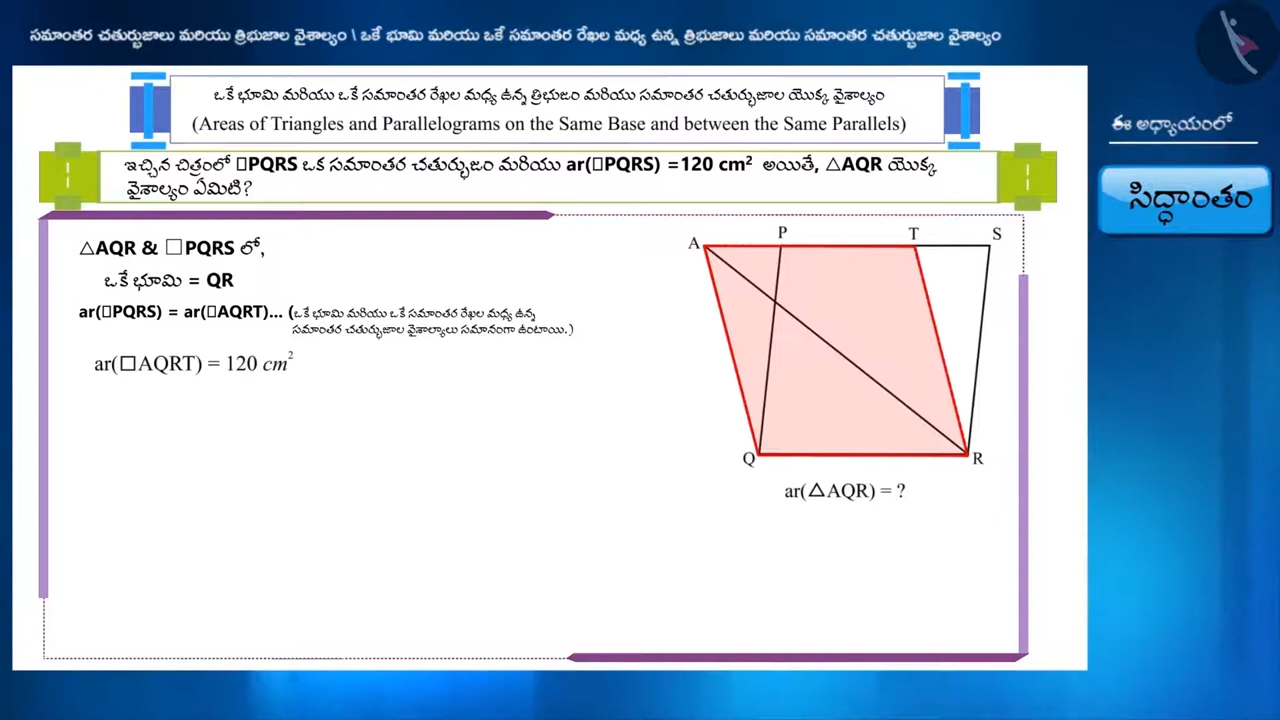 సమాంతర చతుర్భుజాలు మరియు త్రిభుజాల వైశాల్యం \ ఒకే భూమి మరియు ఒకే సమాంతర రేఖల మధ్య ఉన్న త్రిభుజాలు మరియు సమాంతర చతుర్భుజాల వైశాల్యం
ఒకే భూమి మరియు ఒకే సమాంతర రేఖల మధ్య ఉన్న త్రిభుజం మరియు సమాంతర చతుర్భుజాల యొక్క వైశాల్యం
(Areas of Triangles and Parallelograms on the Same Base and between the Same Parallels)
ఈ అధ్యాయంలో
సిద్ధాంతం
ఇచ్చిన చిత్రంలో □PQRS ఒక సమాంతర చతుర్భుజం మరియు ar(□PQRS) =120 cm² అయితే, △AQR యొక్క
వైశాల్యం ఏమిటి?
△AQR & □PQRS లో,
ఒకే భూమి = QR
ar(□PQRS) = ar(□AQRT)... (ఒకే భూమి మరియు ఒకే సమాంతర రేఖల మధ్య ఉన్న
సమాంతర చతుర్భుజాల వైశాల్యాలు సమానంగా ఉంటాయి.)
ar(□AQRT) = 120 cm²
A P T S
Q R
ar(△AQR) = ?